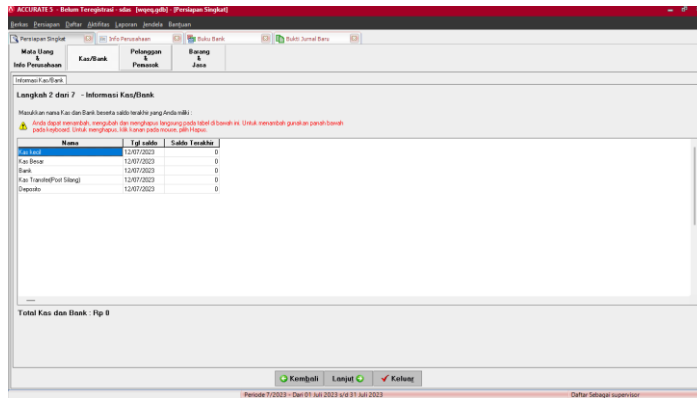 ACCURATE 5 - Belum Teregistrasi - sdas [wqeq.gdb] - [Persiapan Singkat]
Berkas Persiapan Daftar Aktifitas Laporan Jendela Bantuan
Persiapan Singkat Info Perusahaan Buku Bank Bukti Jurnal Baru
Mata Uang & Info Perusahaan
Kas/Bank
Pelanggan & Pemasok
Barang & Jasa
Informasi Kas/Bank
Langkah 2 dari 7 - Informasi Kas/Bank
Masukkan nama Kas dan Bank beserta saldo terakhir yang Anda miliki :
Anda dapat menambah, mengubah dan menghapus langsung pada tabel di bawah ini. Untuk menambah gunakan panah bawah
pada keyboard. Untuk menghapus, klik kanan pada mouse, pilih Hapus.
Nama Tgl saldo Saldo Terakhir
Kas kecil 12/07/2023 0
Kas Besar 12/07/2023 0
Bank 12/07/2023 0
Kas Transfer(Post Silang) 12/07/2023 0
Deposito 12/07/2023 0
Total Kas dan Bank : Rp 0
Kembali Lanjut Keluar
Periode 7/2023 - Dari 01 Juli 2023 s/d 31 Juli 2023 Daftar Sebagai supervisor